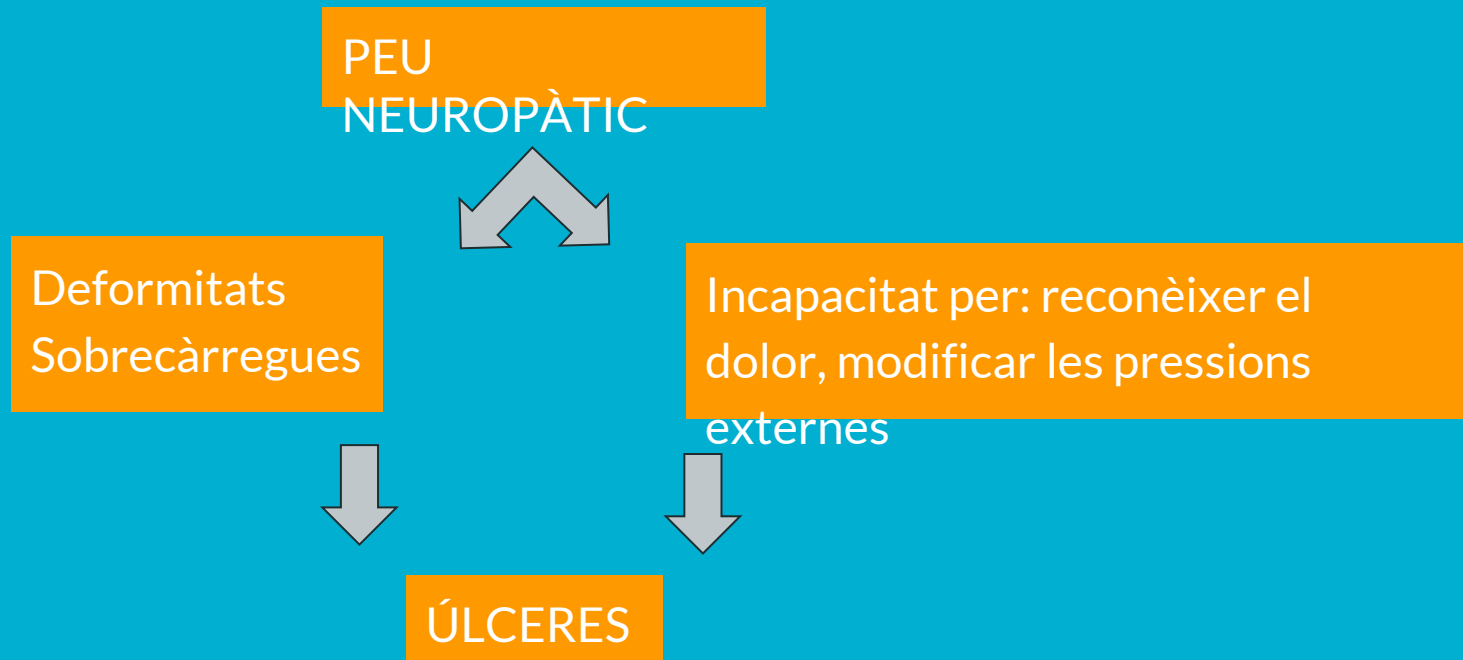 PEU
NEUROPÀTIC
Deformitats
Sobrecàrregues
Incapacitat per: reconèixer el
dolor, modificar les pressions
externes
ÚLCERES